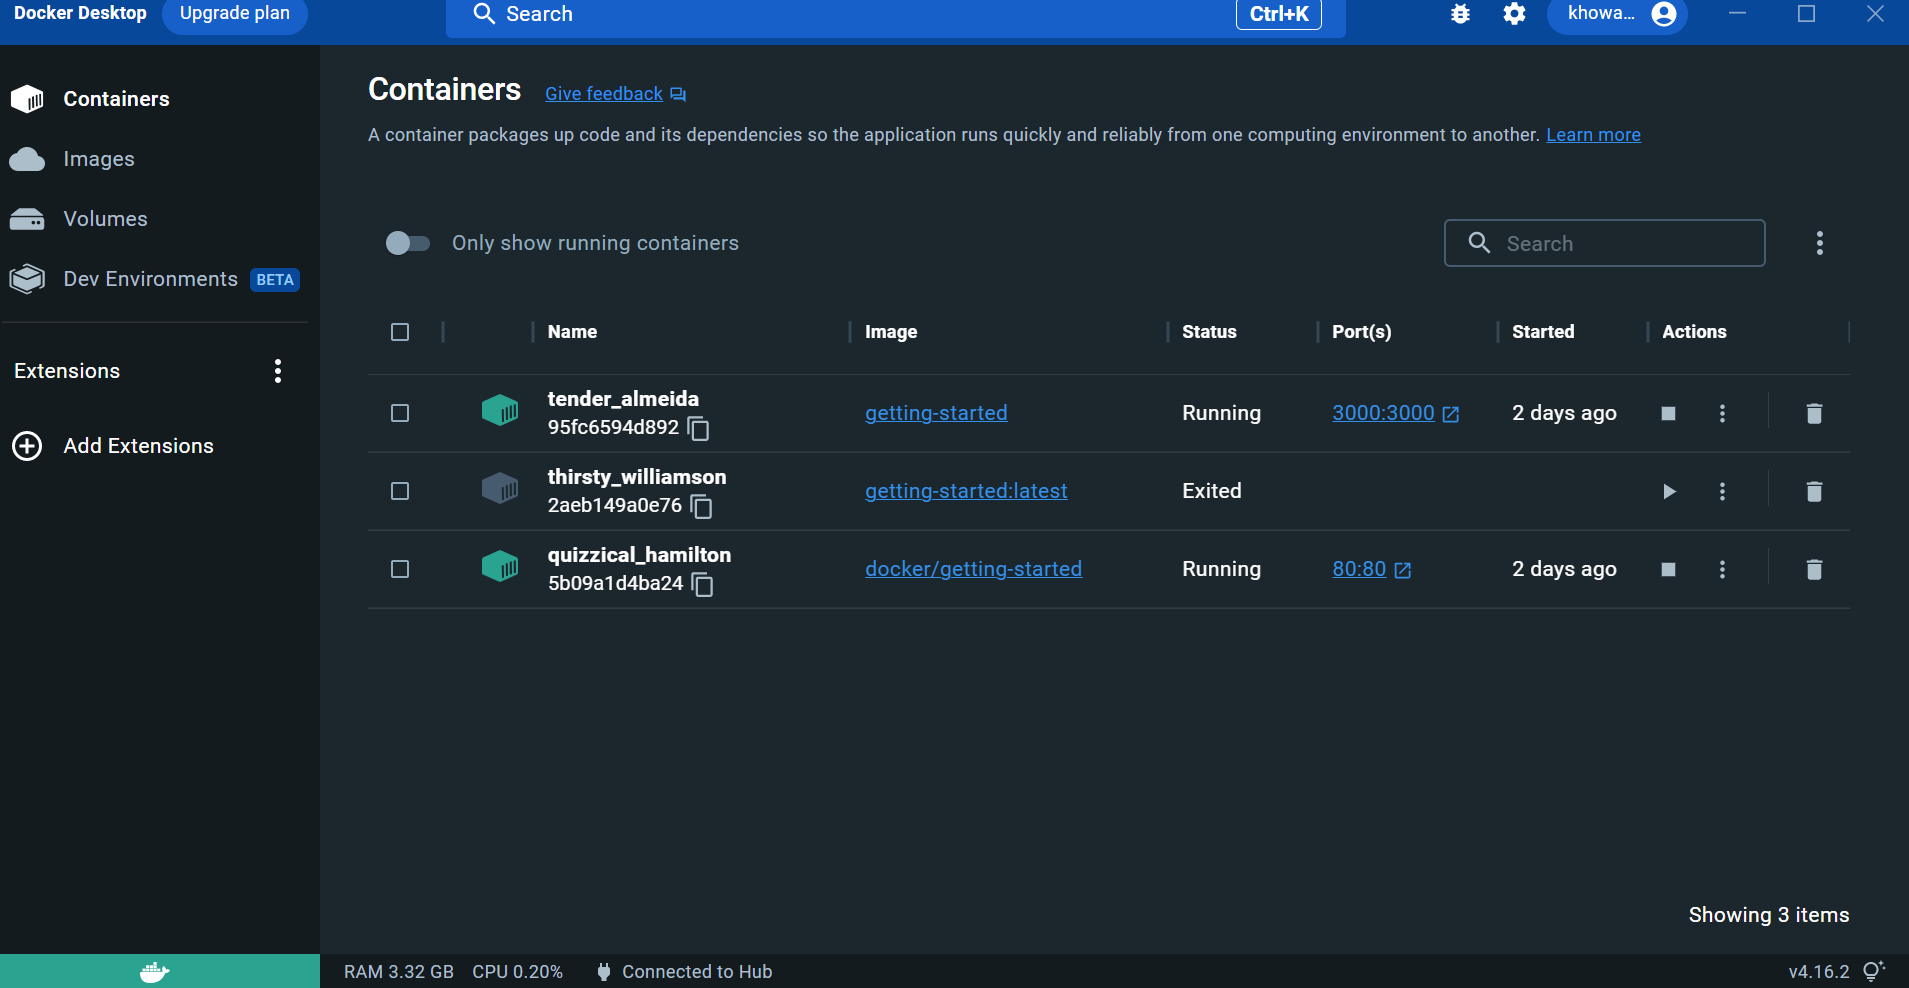 Docker Desktop Upgrade plan Search Ctrl+K khowa...
Containers
Images
Volumes
Dev Environments BETA
Extensions
Add Extensions
Containers Give feedback
A container packages up code and its dependencies so the application runs quickly and reliably from one computing environment to another. Learn more
Only show running containers Search
Name Image Status Port(s) Started Actions
tender_almeida
95fc6594d892 getting-started Running 3000:3000 2 days ago
thirsty_williamson
2aeb149a0e76 getting-started:latest Exited
quizzical_hamilton
5b09a1d4ba24 docker/getting-started Running 80:80 2 days ago
Showing 3 items
RAM 3.32 GB CPU 0.20% Connected to Hub v4.16.2